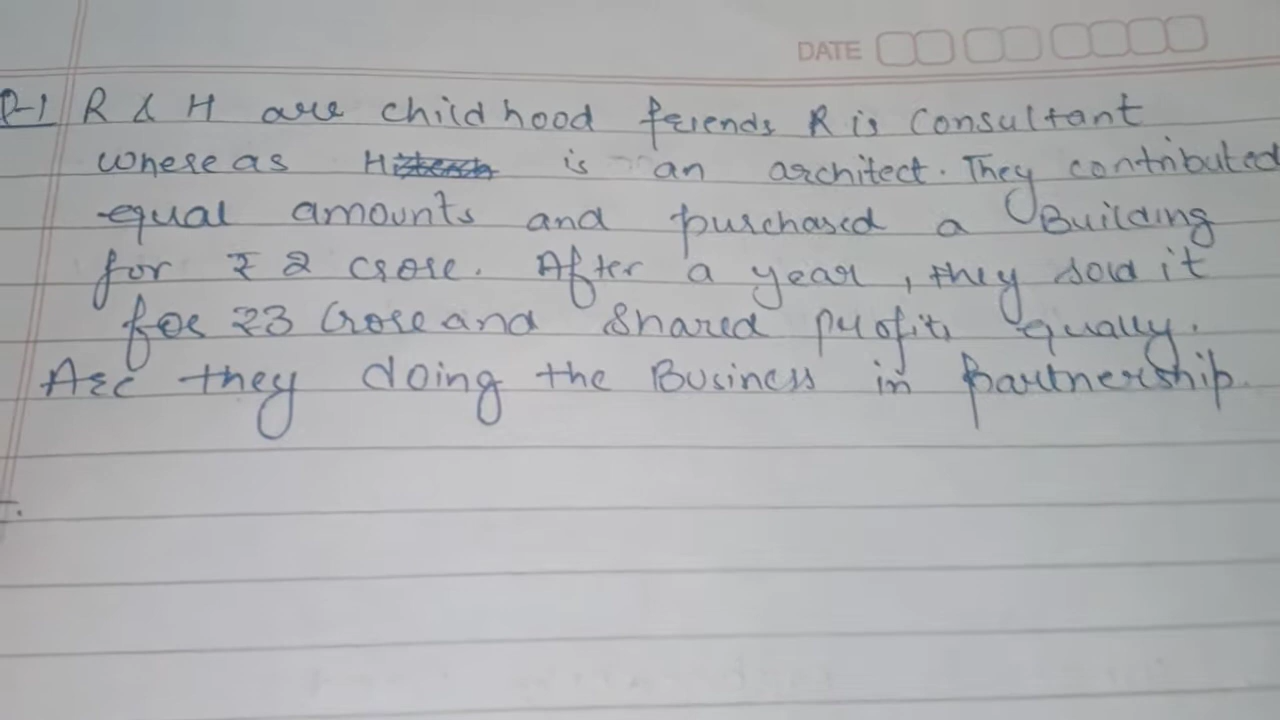 DATE
Q-1 R & H are childhood friends R is Consultant
whereas H is an architect. They contributed
equal amounts and purchased a Building
for ₹ 2 crore. After a year, they sold it
for ₹3 Crore and shared profits equally.
Are they doing the Business in Partnership.